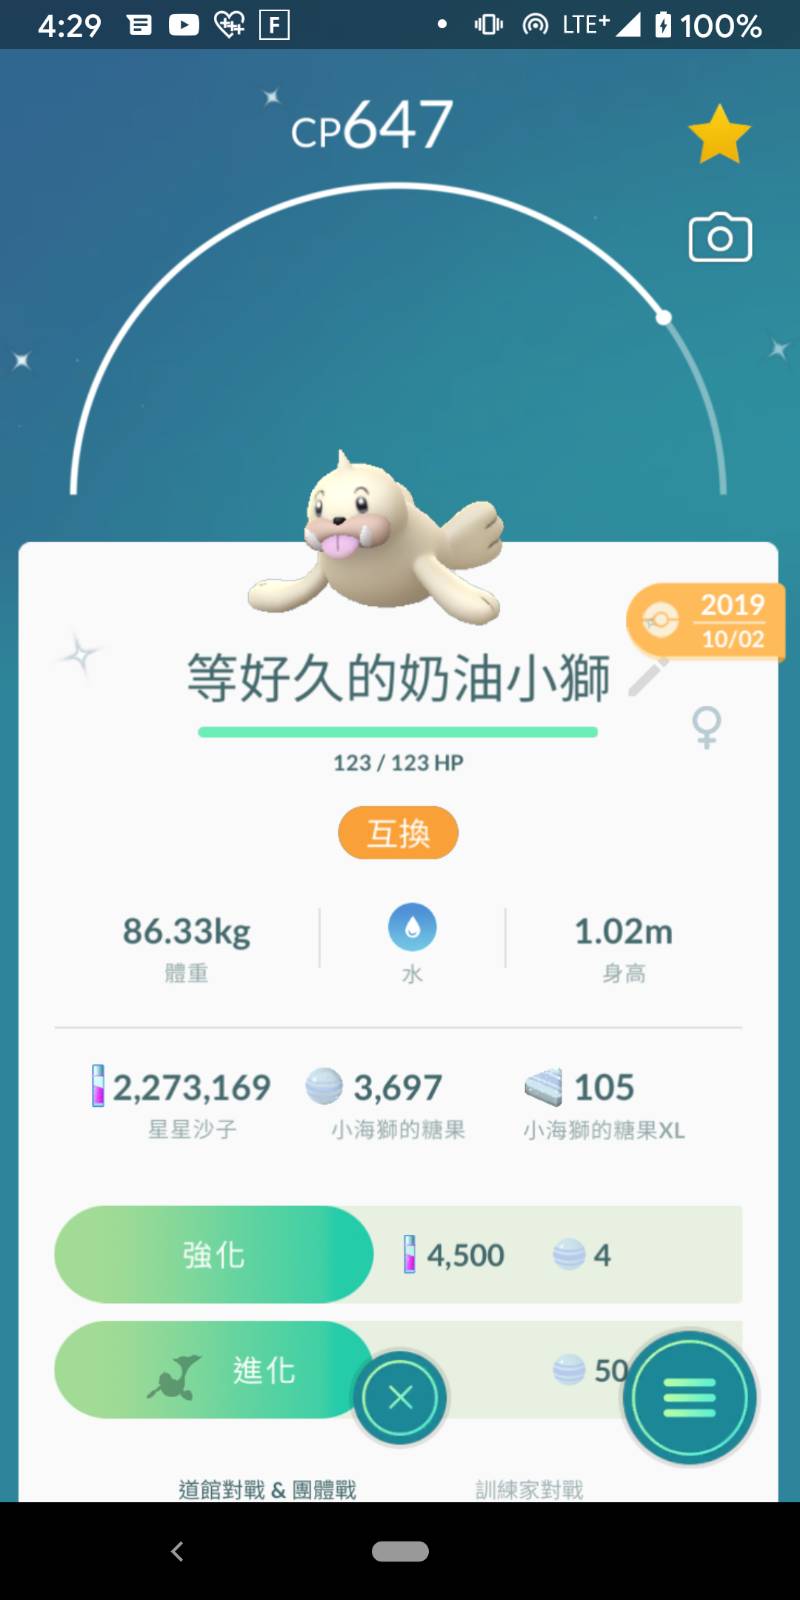 4:29 F LTE+ 100%
CP647
2019
10/02
等好久的奶油小獅
123 / 123 HP
互換
86.33kg 1.02m
體重 水 身高
2,273,169 3,697 105
星星沙子 小海獅的糖果 小海獅的糖果XL
強化 4,500 4
進化 50
道館對戰 & 團體戰 訓練家對戰